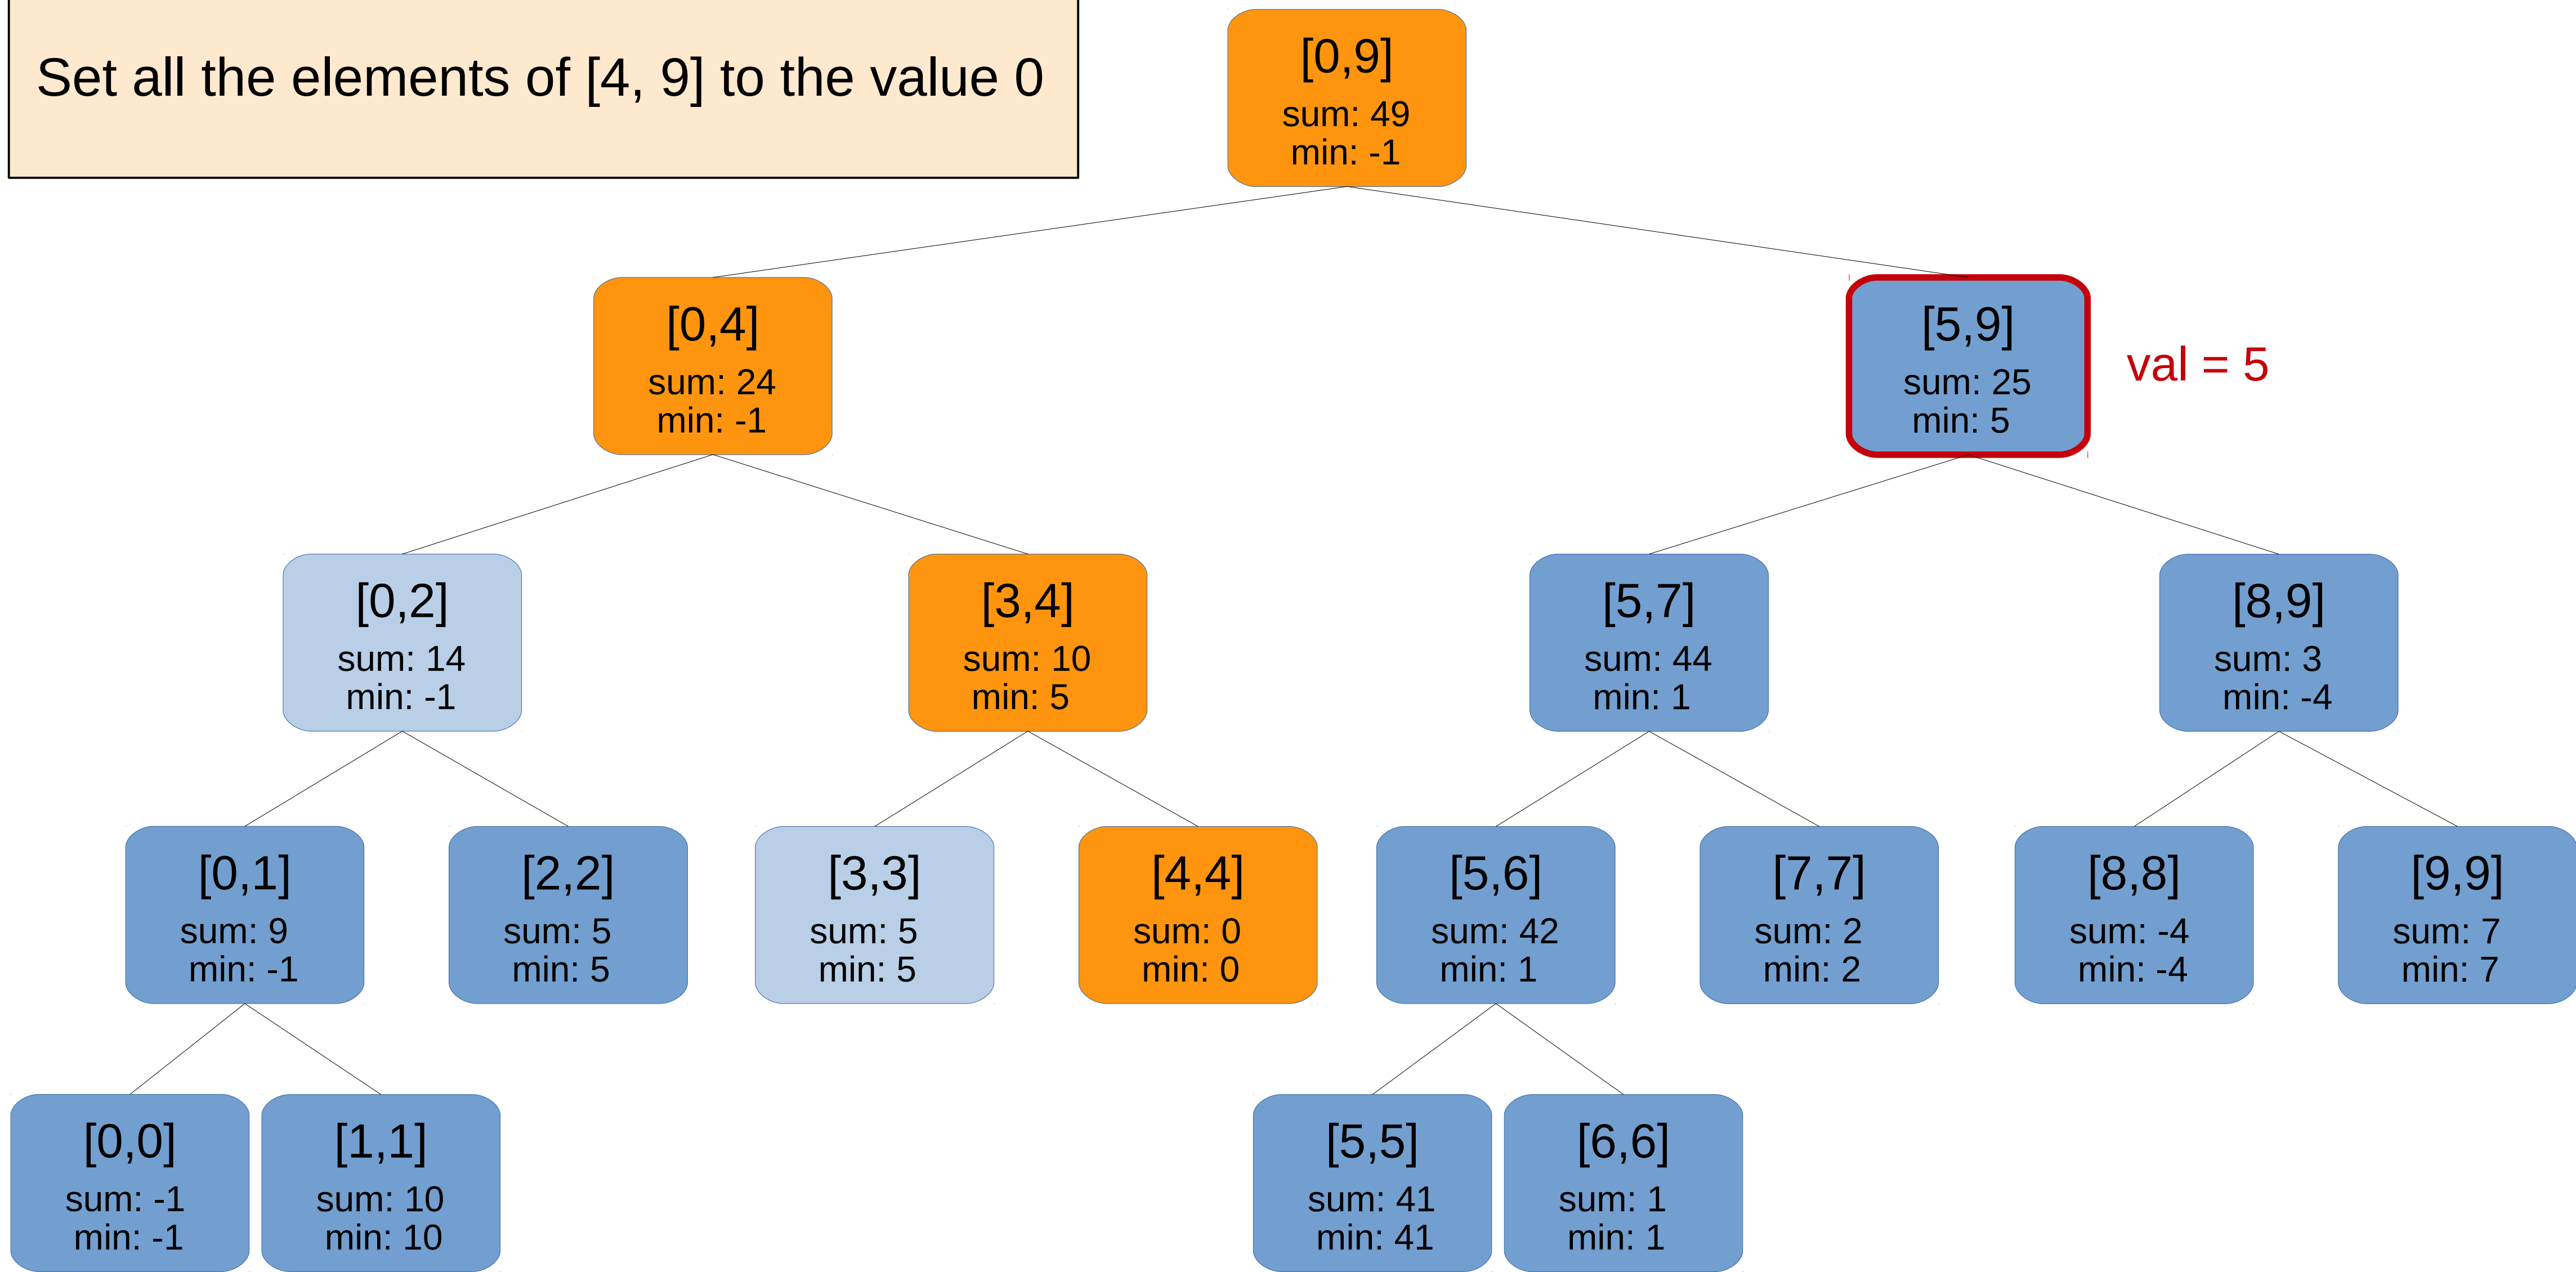 Set all the elements of [4, 9] to the value 0
[0,9]
sum: 49
min: -1
[0,4]
sum: 24
min: -1
[5,9]
sum: 25
min: 5
val = 5
[0,2]
sum: 14
min: -1
[3,4]
sum: 10
min: 5
[5,7]
sum: 44
min: 1
[8,9]
sum: 3
min: -4
[0,1]
sum: 9
min: -1
[2,2]
sum: 5
min: 5
[3,3]
sum: 5
min: 5
[4,4]
sum: 0
min: 0
[5,6]
sum: 42
min: 1
[7,7]
sum: 2
min: 2
[8,8]
sum: -4
min: -4
[9,9]
sum: 7
min: 7
[0,0]
sum: -1
min: -1
[1,1]
sum: 10
min: 10
[5,5]
sum: 41
min: 41
[6,6]
sum: 1
min: 1